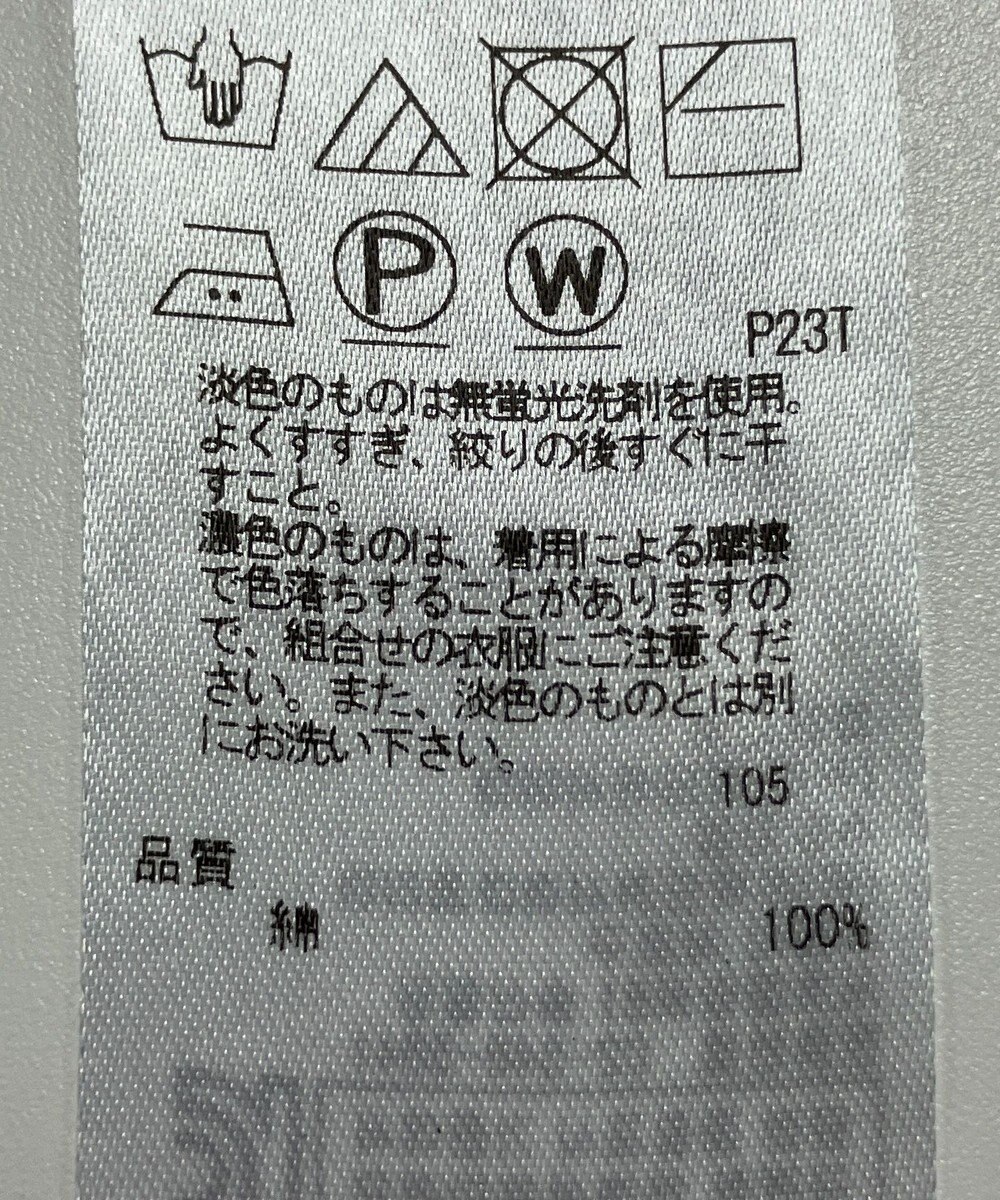 P W
P23T
淡色のものは無蛍光洗剤を使用。
よくすすぎ、絞りの後すぐに干
すこと。
濃色のものは、着用による摩擦
で色落ちすることがありますの
で、組合せの衣服にご注意くだ
さい。また、淡色のものとは別
にお洗い下さい。
105
品質
綿 100%